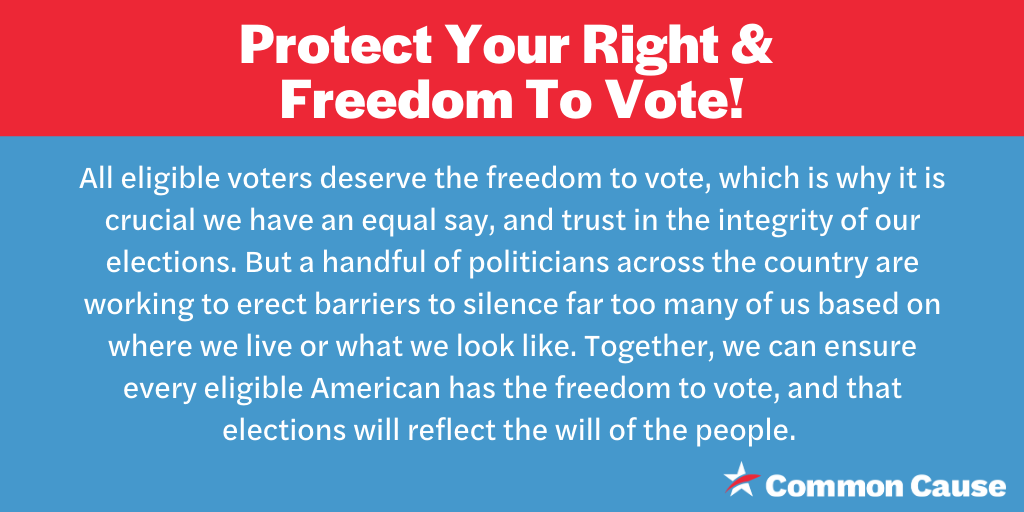 Protect Your Right &
Freedom To Vote!
All eligible voters deserve the freedom to vote, which is why it is
crucial we have an equal say, and trust in the integrity of our
elections. But a handful of politicians across the country are
working to erect barriers to silence far too many of us based on
where we live or what we look like. Together, we can ensure
every eligible American has the freedom to vote, and that
elections will reflect the will of the people.
Common Cause